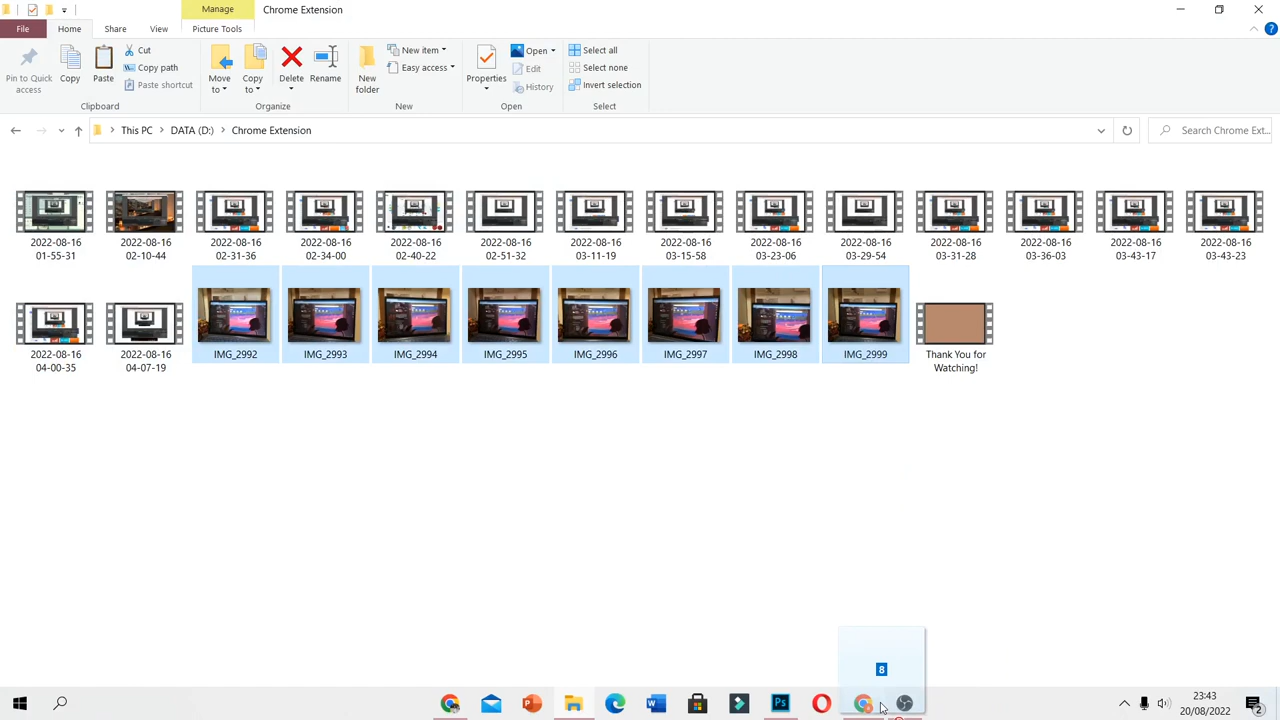 Manage
Chrome Extension
File
Home
Share
View
Picture Tools
Pin to Quick
access
Copy
Paste
Cut
Copy path
Paste shortcut
Clipboard
Move
to
Copy
to
Delete
Rename
Organize
New
folder
New item
Easy access
New
Properties
Open
Edit
History
Open
Select all
Select none
Invert selection
Select
This PC
DATA (D:)
Chrome Extension
Search Chrome Ext...
2022-08-16
01-55-31
2022-08-16
02-10-44
2022-08-16
02-31-36
2022-08-16
02-34-00
2022-08-16
02-40-22
2022-08-16
02-51-32
2022-08-16
03-11-19
2022-08-16
03-15-58
2022-08-16
03-23-06
2022-08-16
03-29-54
2022-08-16
03-31-28
2022-08-16
03-36-03
2022-08-16
03-43-17
2022-08-16
03-43-23
2022-08-16
04-00-35
2022-08-16
04-07-19
IMG_2992
IMG_2993
IMG_2994
IMG_2995
IMG_2996
IMG_2997
IMG_2998
IMG_2999
Thank You for
Watching!
8
Ps
23:43
20/08/2022
2